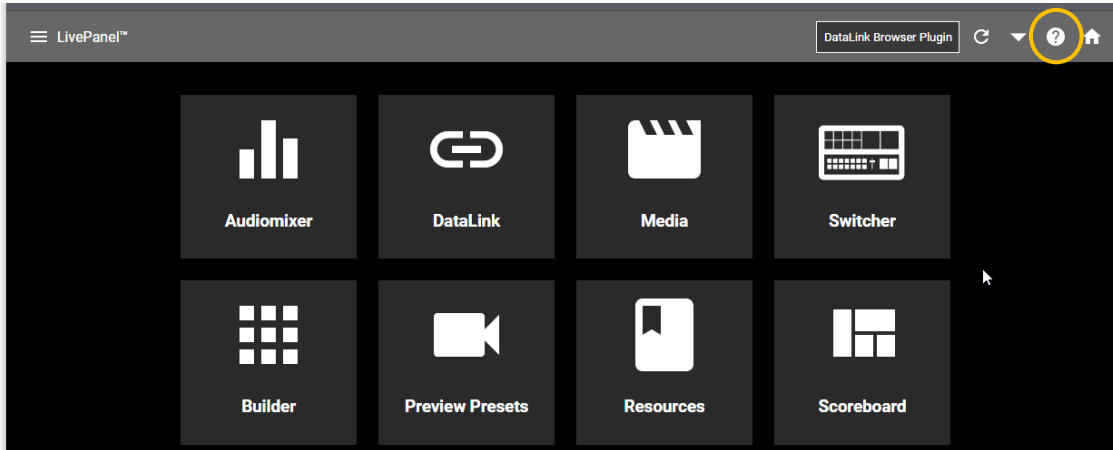 LivePanel™
DataLink Browser Plugin
Audiomixer
DataLink
Media
Switcher
Builder
Preview Presets
Resources
Scoreboard